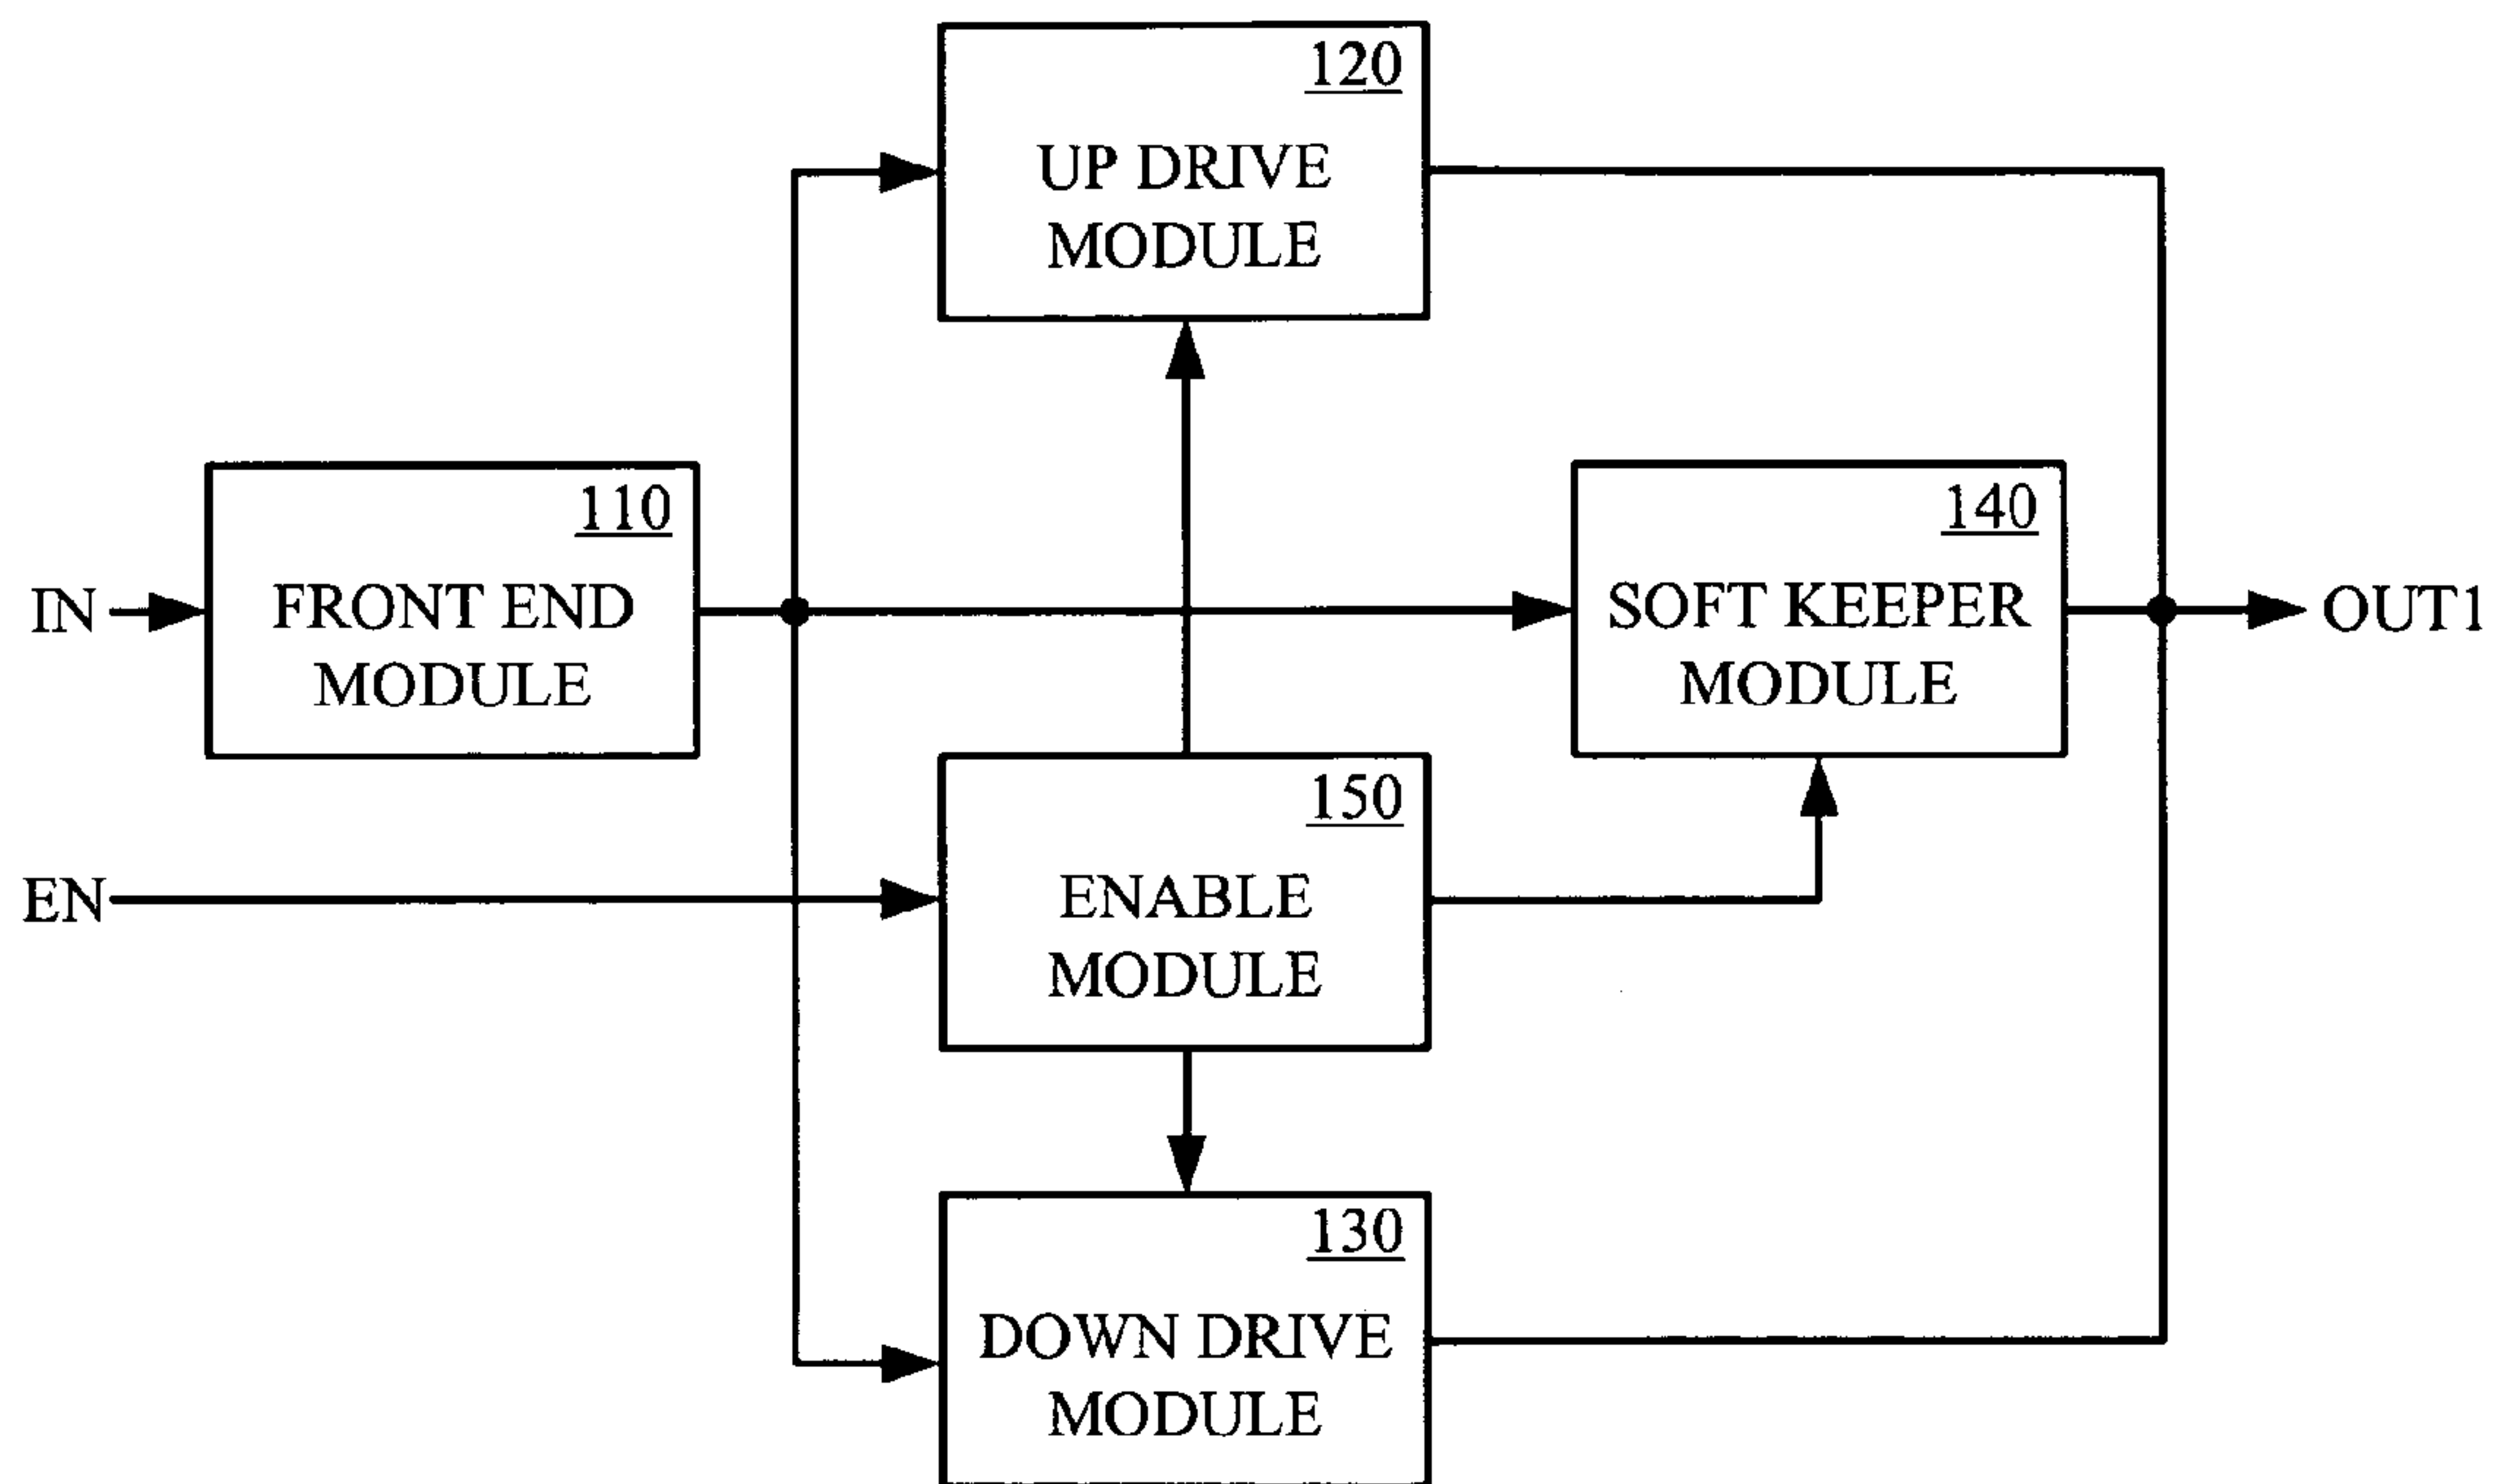 120
UP DRIVE
MODULE
110
FRONT END
MODULE
IN
140
SOFT KEEPER
MODULE
OUT1
150
ENABLE
MODULE
EN
130
DOWN DRIVE
MODULE